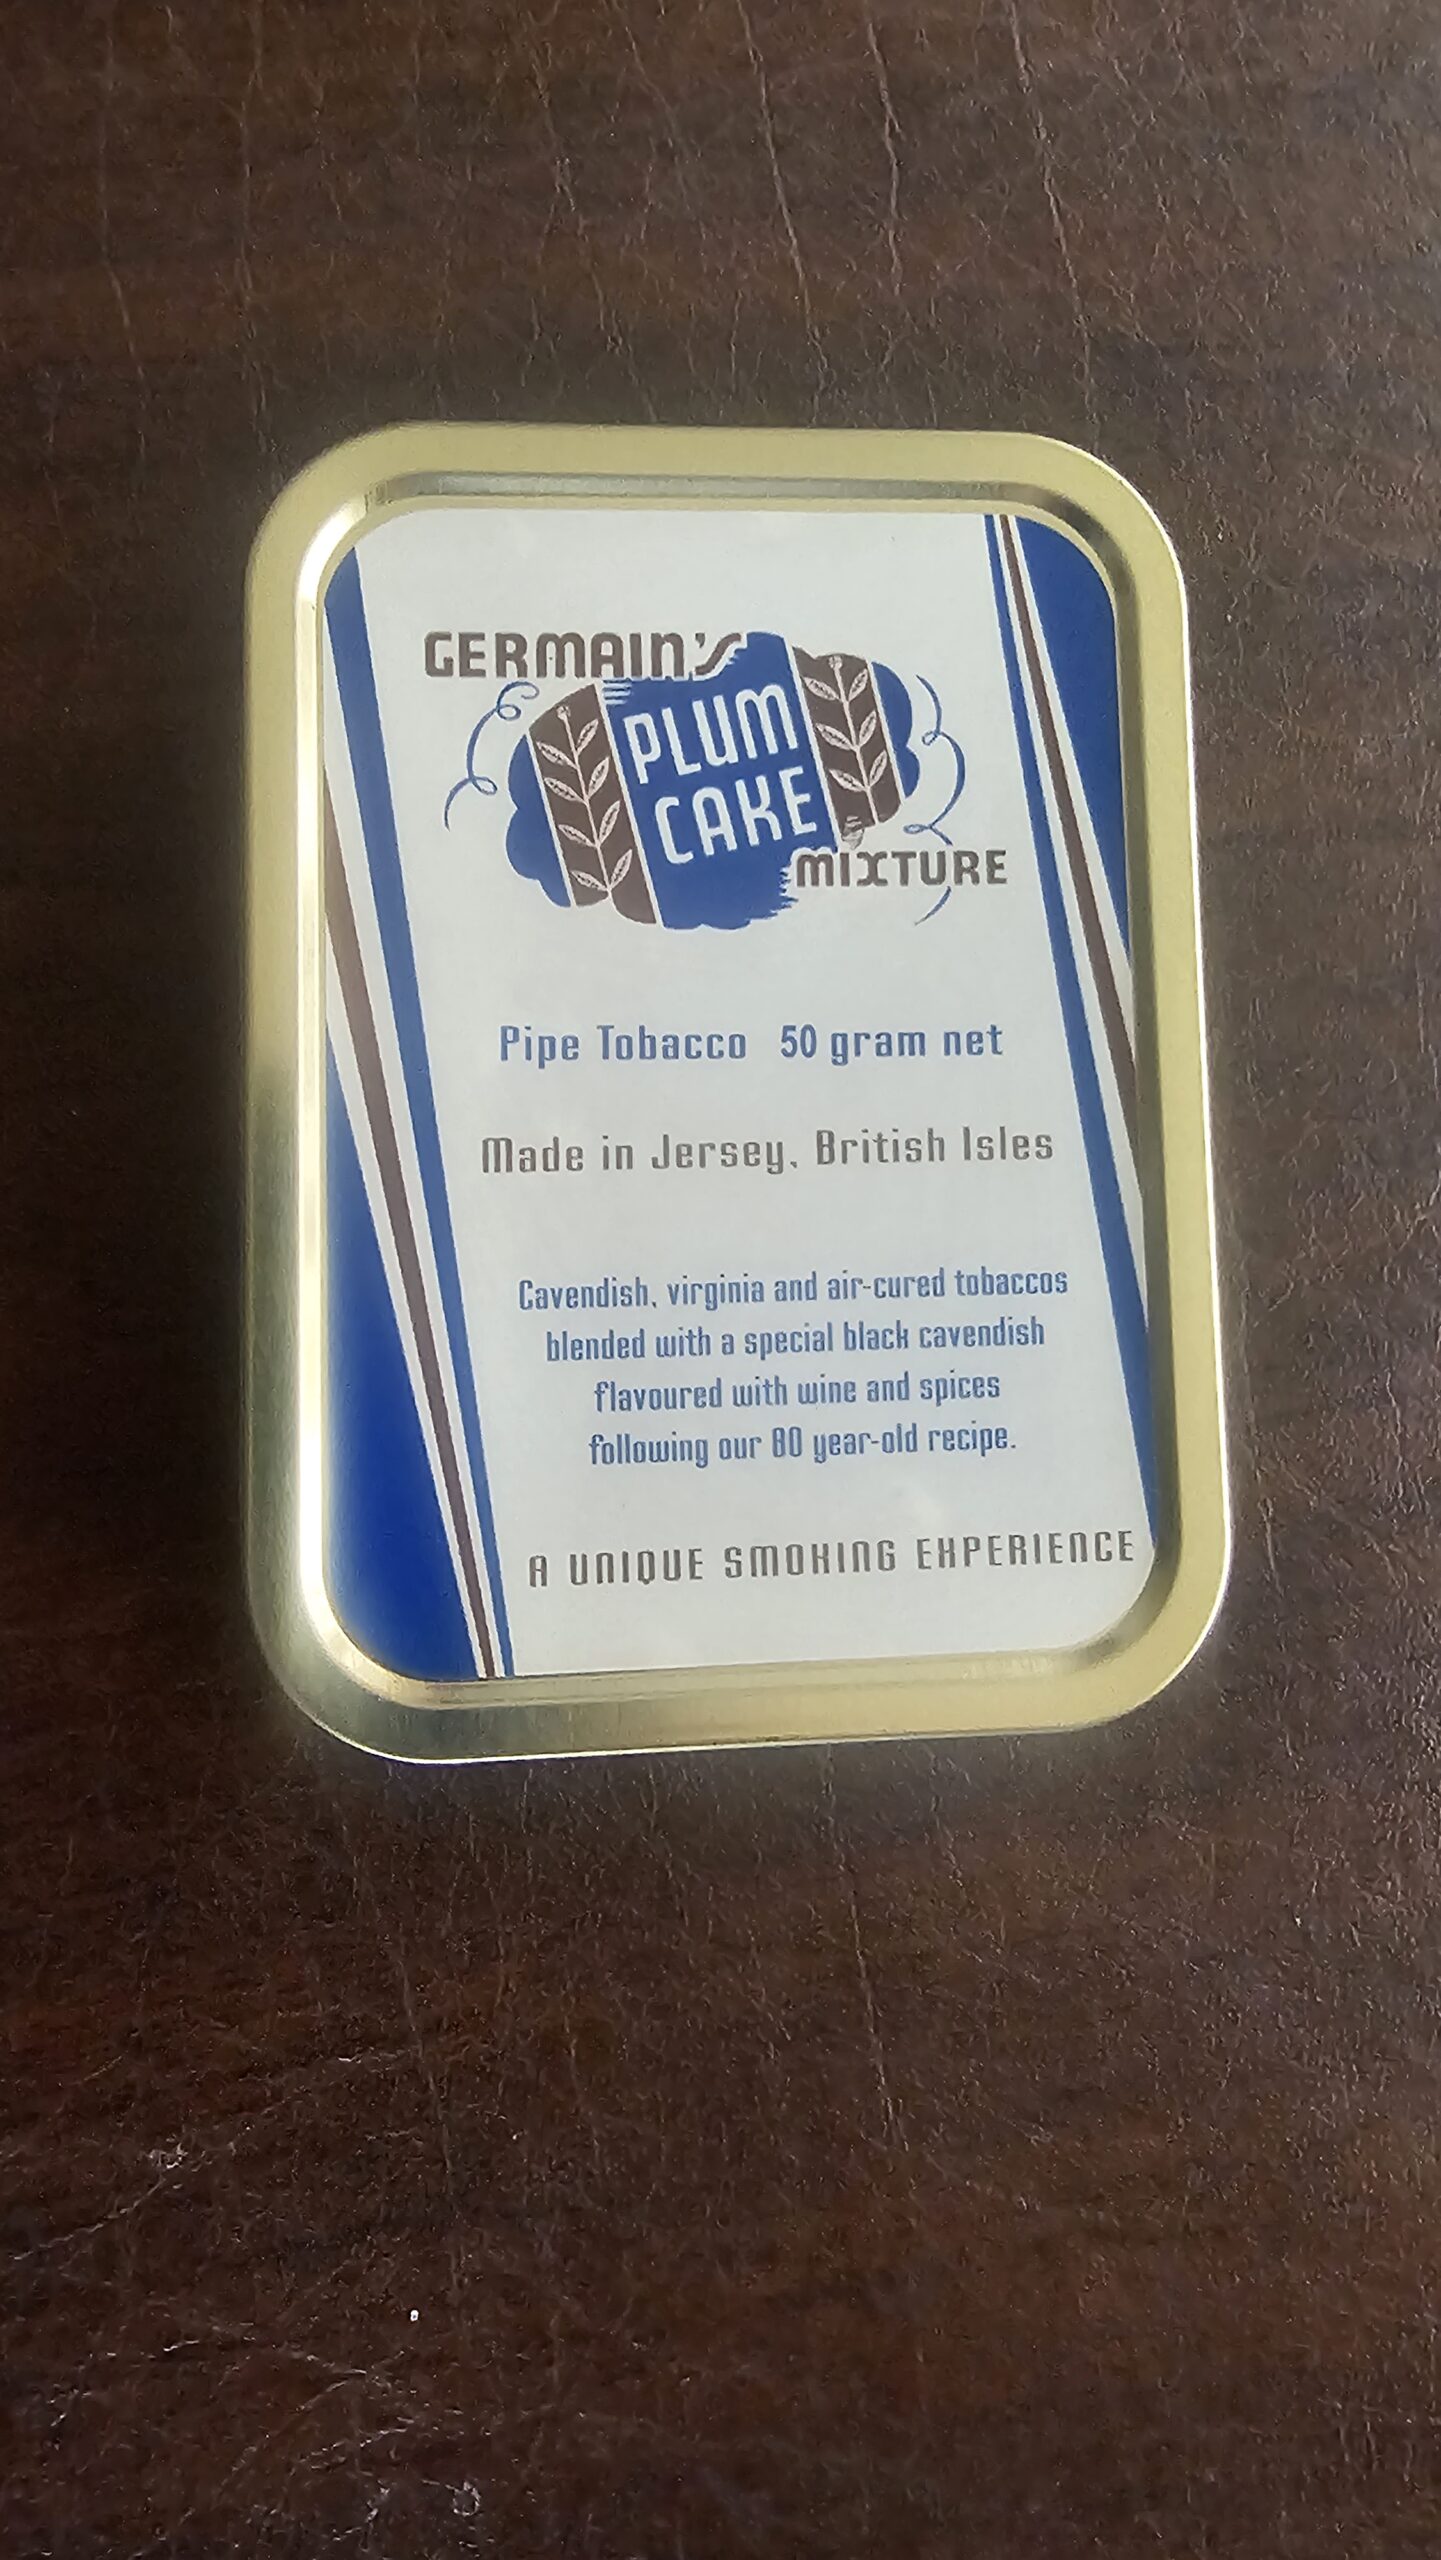 GERMAIN'S
PLUM
CAKE
MIXTURE
Pipe Tobacco 50 gram net
Made in Jersey, British Isles
Cavendish, virginia and air-cured tobaccos
blended with a special black cavendish
flavoured with wine and spices
following our 80 year-old recipe.
A UNIQUE SMOKING EXPERIENCE